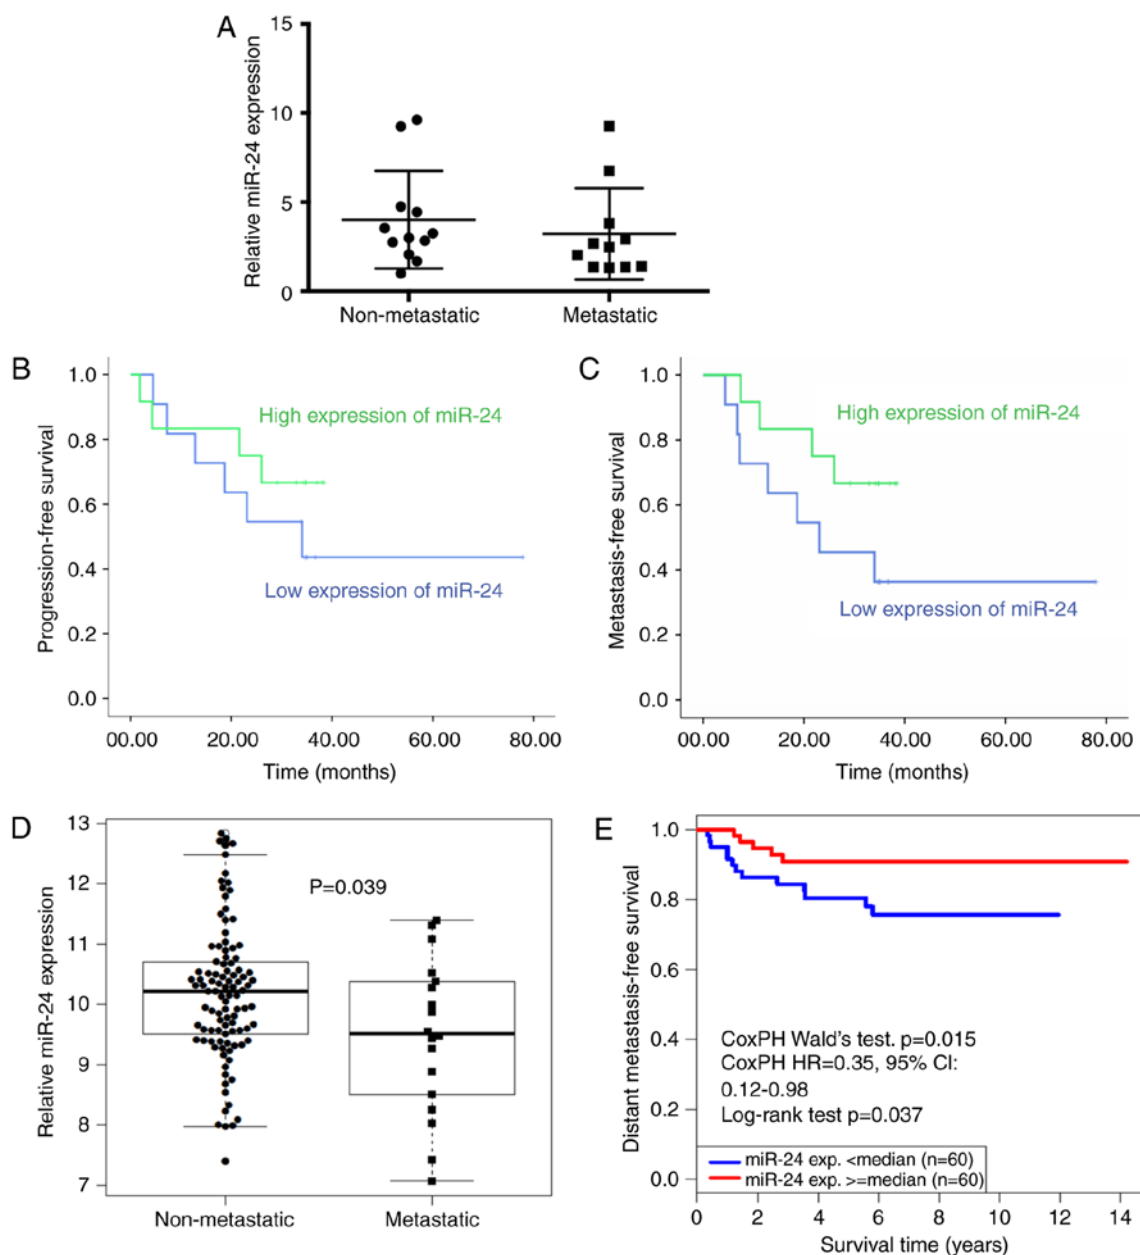 A
Relative miR-24 expression
15
10
5
0
Non-metastatic
Metastatic
B
Progression-free survival
1.0
0.8
0.6
0.4
0.2
0.0
High expression of miR-24
Low expression of miR-24
00.00
20.00
40.00
60.00
80.00
Time (months)
C
Metastasis-free survival
1.0
0.8
0.6
0.4
0.2
0.0
High expression of miR-24
Low expression of miR-24
00.00
20.00
40.00
60.00
80.00
Time (months)
D
Relative miR-24 expression
13
12
11
10
9
8
7
P=0.039
Non-metastatic
Metastatic
E
Distant metastasis-free survival
1.0
0.8
0.6
0.4
0.2
0.0
CoxPH Wald's test. p=0.015
CoxPH HR=0.35, 95% CI:
0.12-0.98
Log-rank test p=0.037
miR-24 exp. <median (n=60)
miR-24 exp. >=median (n=60)
0
2
4
6
8
10
12
14
Survival time (years)